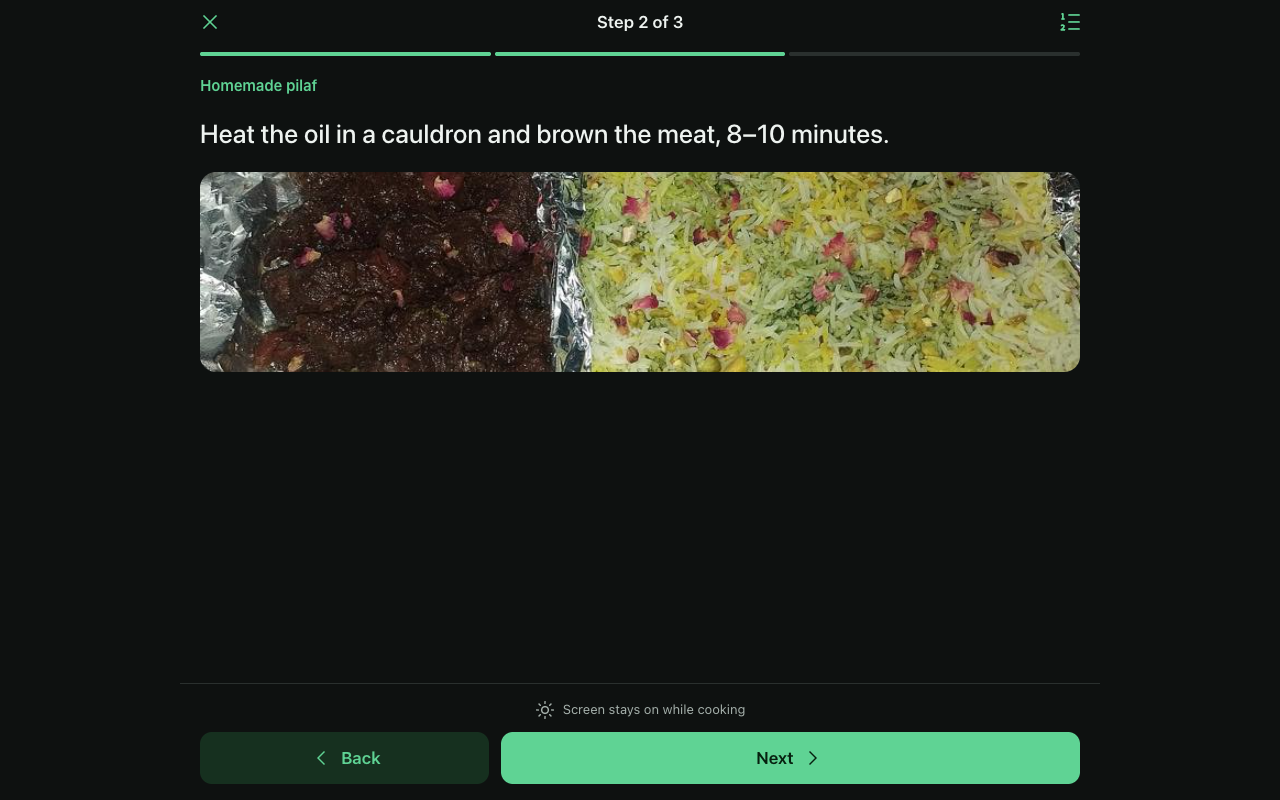 Step 2 of 3
Homemade pilaf
Heat the oil in a cauldron and brown the meat, 8–10 minutes.
Screen stays on while cooking
Back
Next